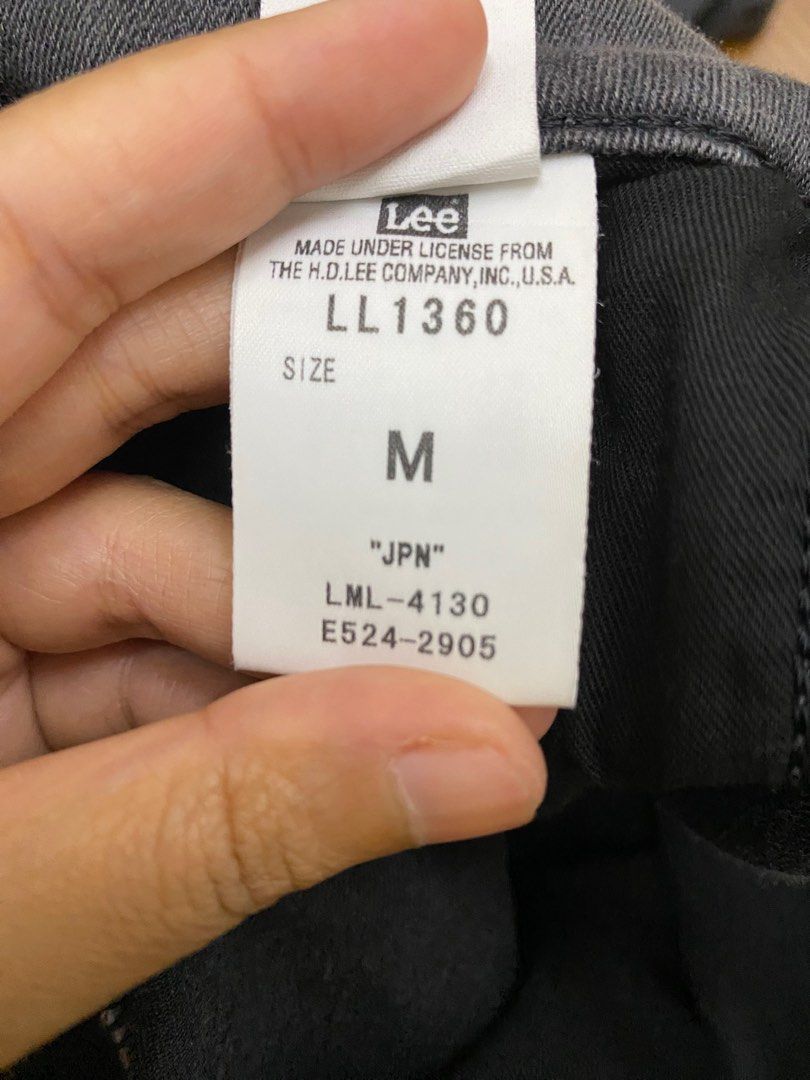 Lee
MADE UNDER LICENSE FROM
THE H.D.LEE COMPANY,INC.,U.S.A.
LL1360
SIZE
M
"JPN"
LML-4130
E524-2905